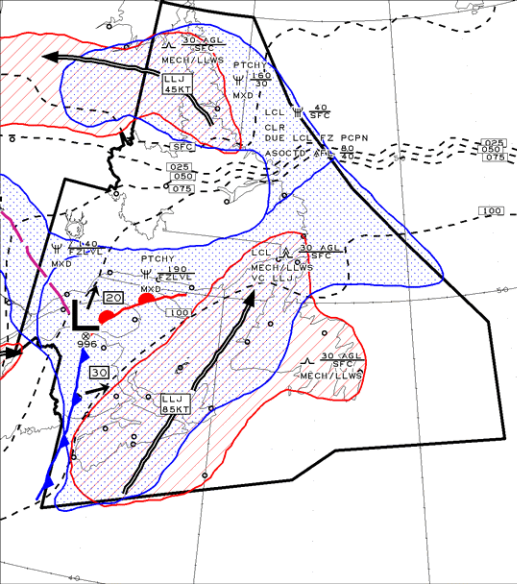 30 AGL
SFC
MECH/LLWS
PTCHY
160
30
MXD
LLJ
45KT
LCL
40
SFC
CLR
DUE LCL FZ PCPN
ASOCTD AFL
80
40
SFC
025
050
075
025
050
075
100
140
FZLVL
MXD
PTCHY
190
FZLVL
MXD
LCL
30 AGL
SFC
MECH/LLWS
VC LLJ
20
100
50
L
996
30
30 AGL
SFC
MECH/LLWS
LLJ
85KT
40